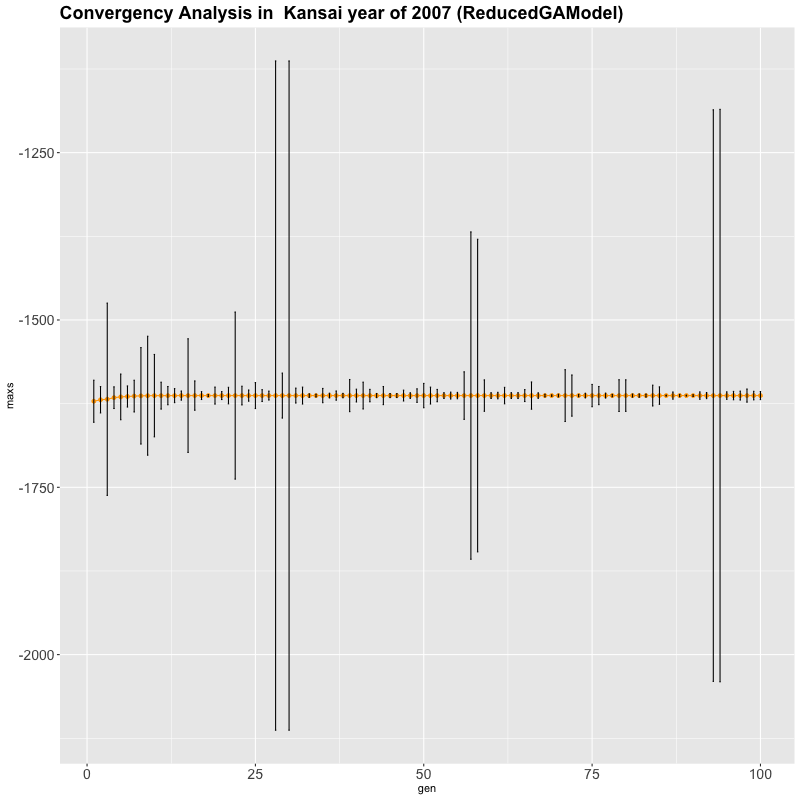 Convergency Analysis in  Kansai year of 2007 (ReducedGAModel)
maxs
-1250
-1500
-1750
-2000
0 25 50 75 100
gen